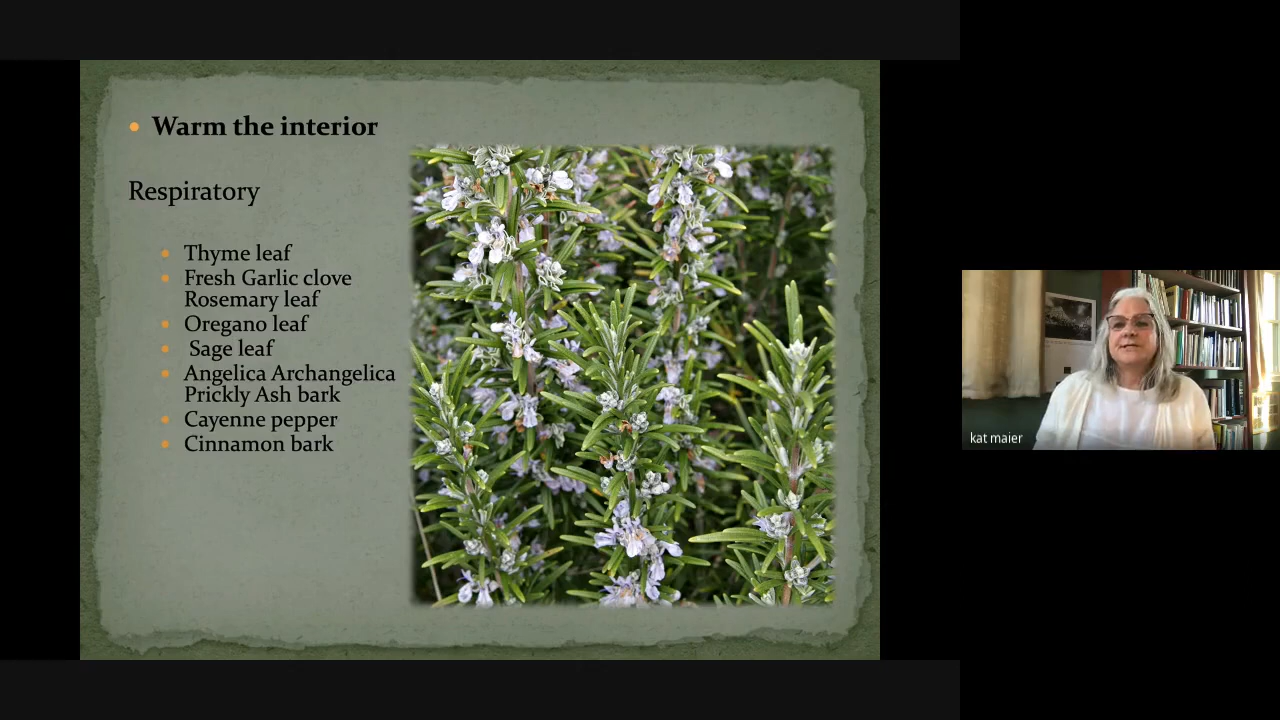 Warm the interior
Respiratory
Thyme leaf
Fresh Garlic clove
Rosemary leaf
Oregano leaf
Sage leaf
Angelica Archangelica
Prickly Ash bark
Cayenne pepper
Cinnamon bark
kat maier